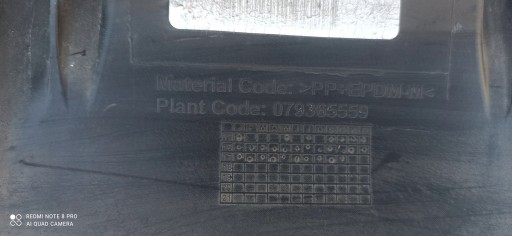 Material Code: >PP+EPDM-M<
Plant Code: 079385559
REDMI NOTE 8 PRO
AI QUAD CAMERA